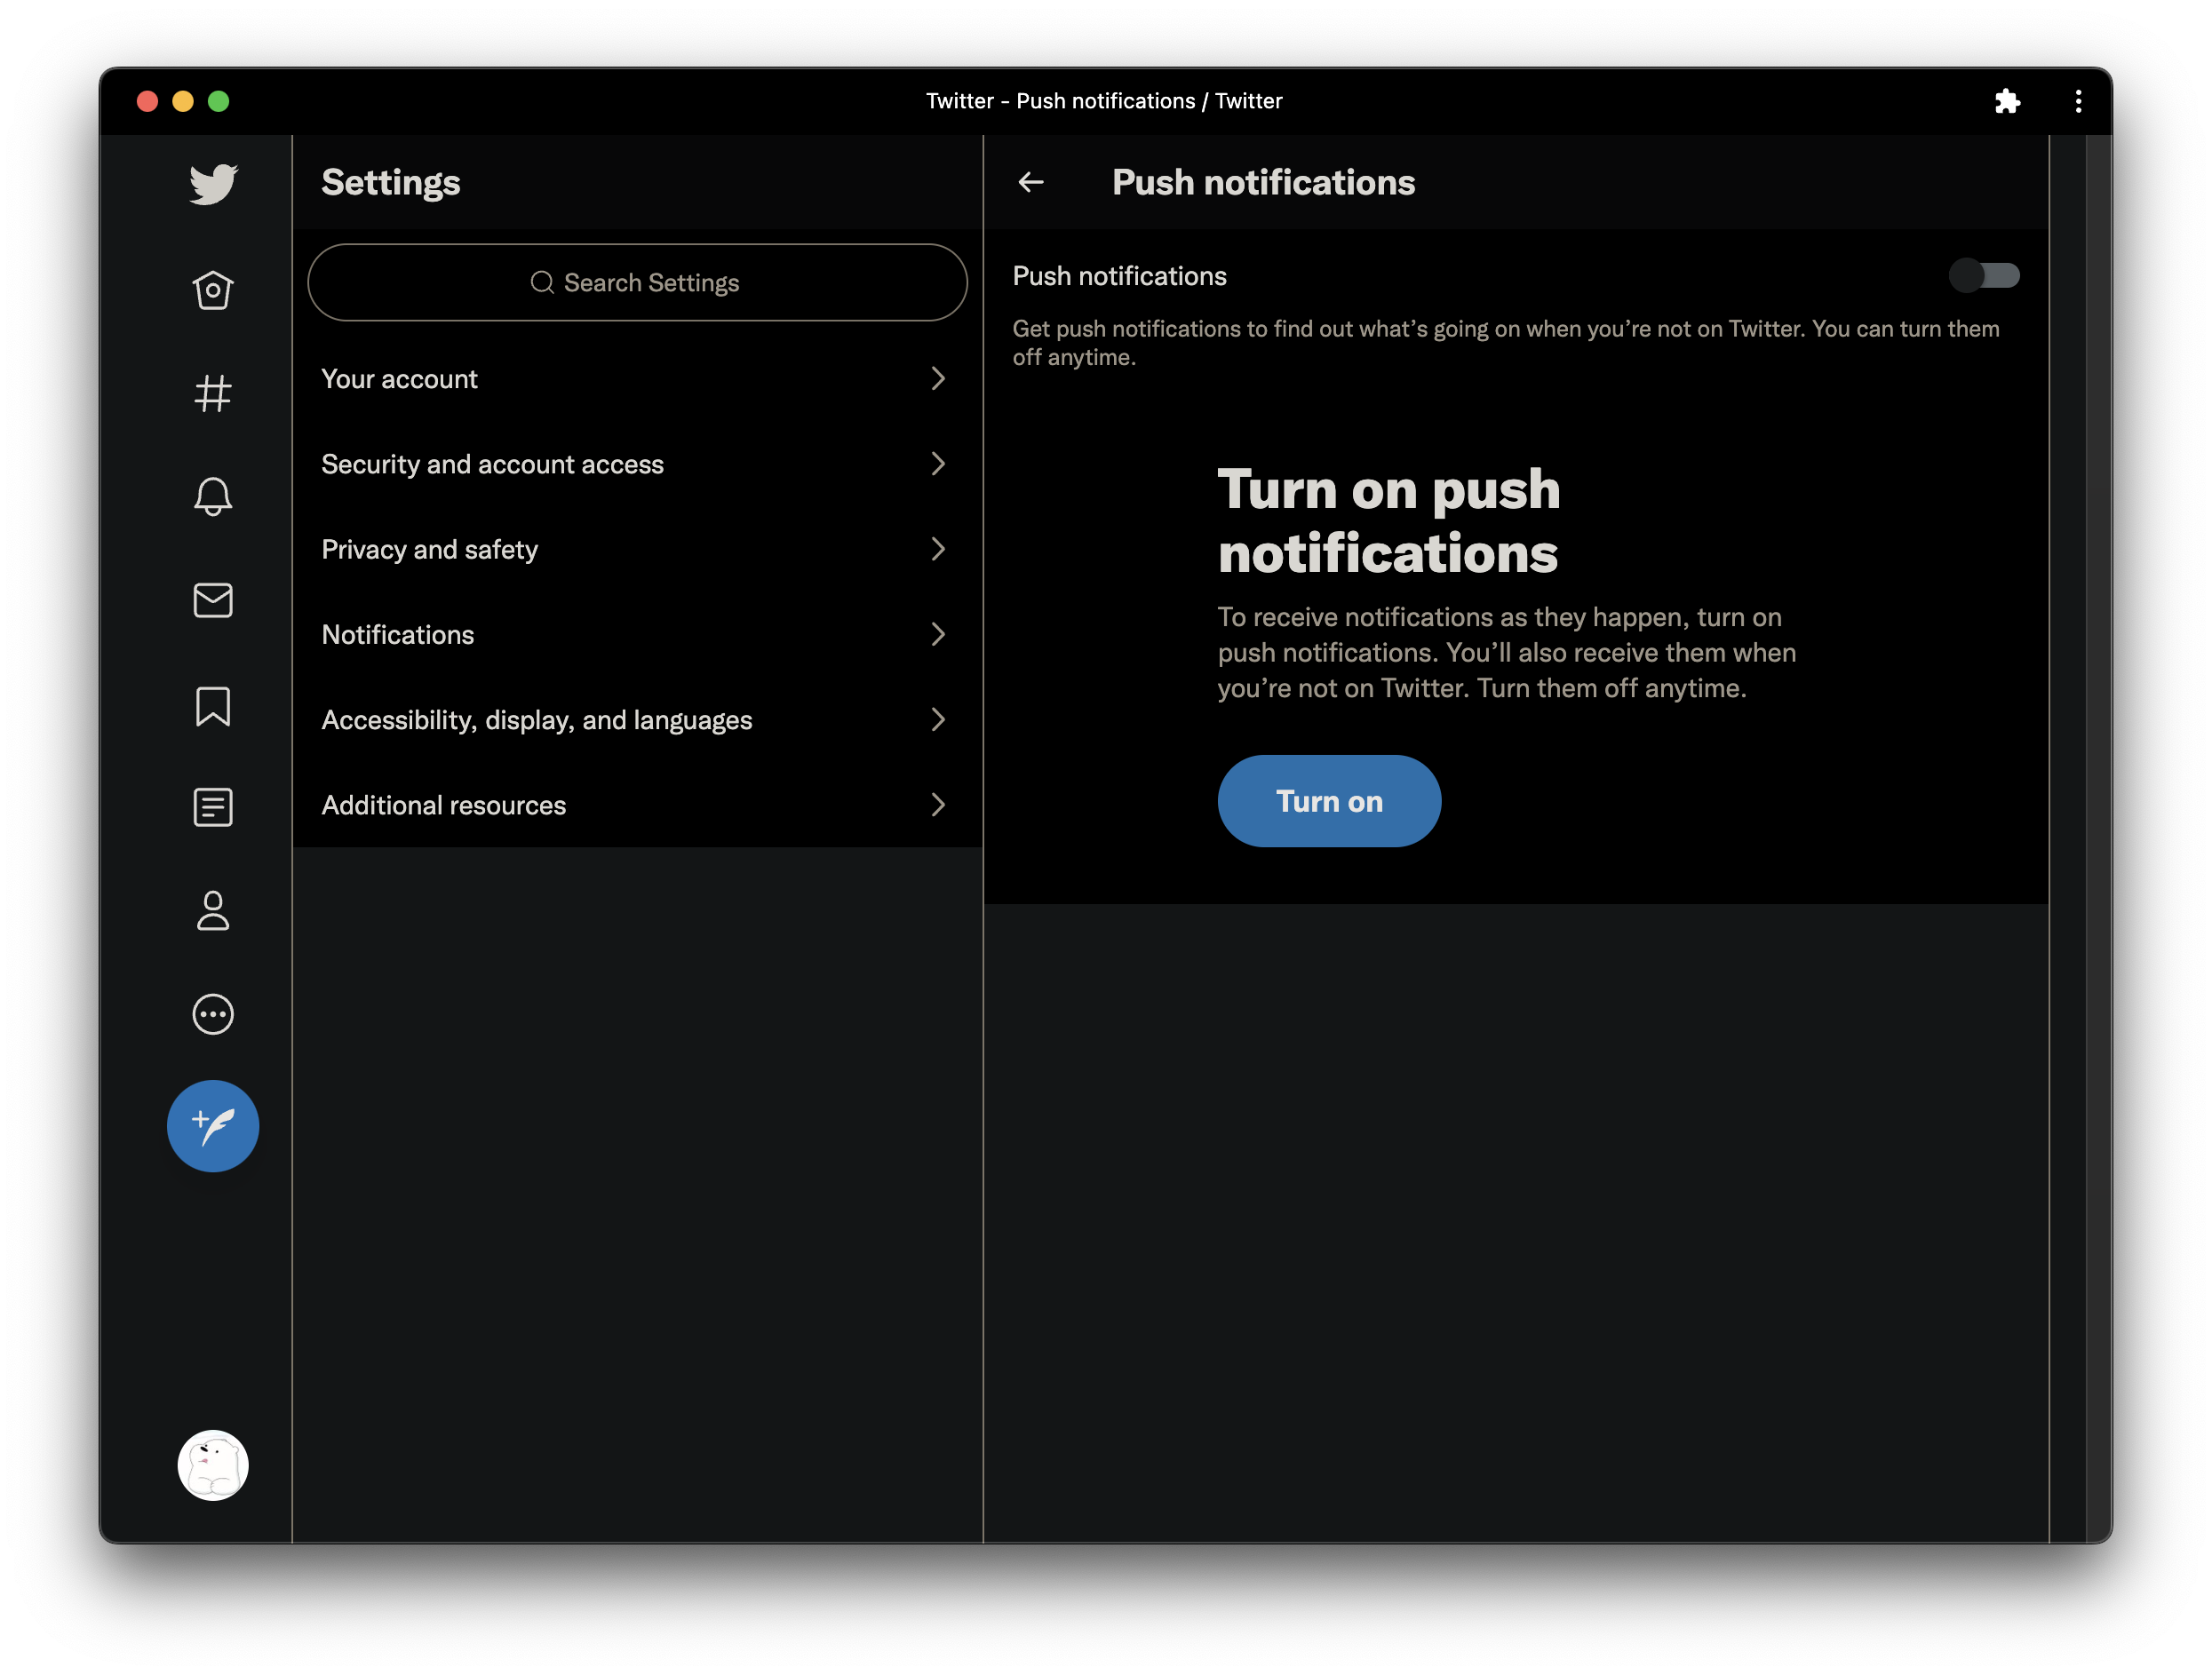 Twitter - Push notifications / Twitter
Settings
Search Settings
Your account
Security and account access
Privacy and safety
Notifications
Accessibility, display, and languages
Additional resources
Push notifications
Push notifications
Get push notifications to find out what’s going on when you’re not on Twitter. You can turn them
off anytime.
Turn on push
notifications
To receive notifications as they happen, turn on
push notifications. You’ll also receive them when
you’re not on Twitter. Turn them off anytime.
Turn on